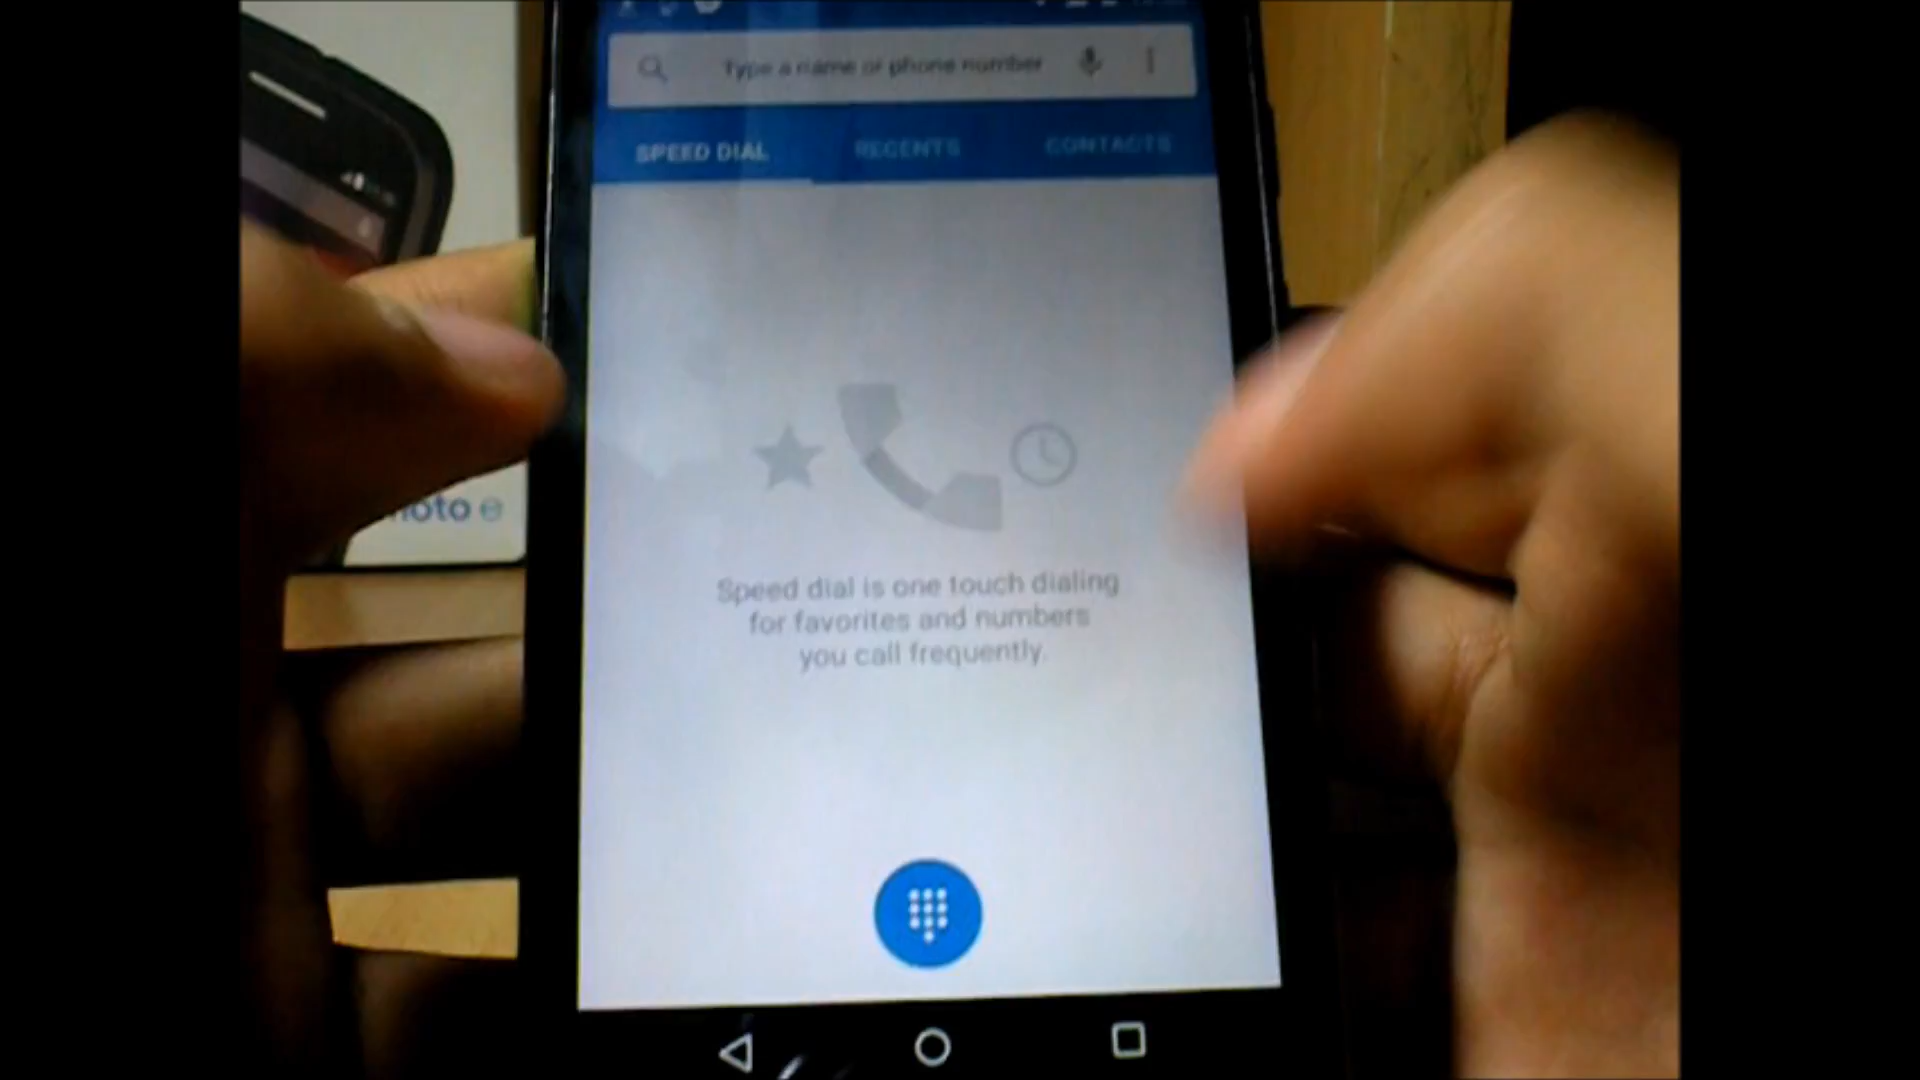 Type a name or phone number
SPEED DIAL RECENTS CONTACTS
Speed dial is one touch dialing
for favorites and numbers
you call frequently.
moto e